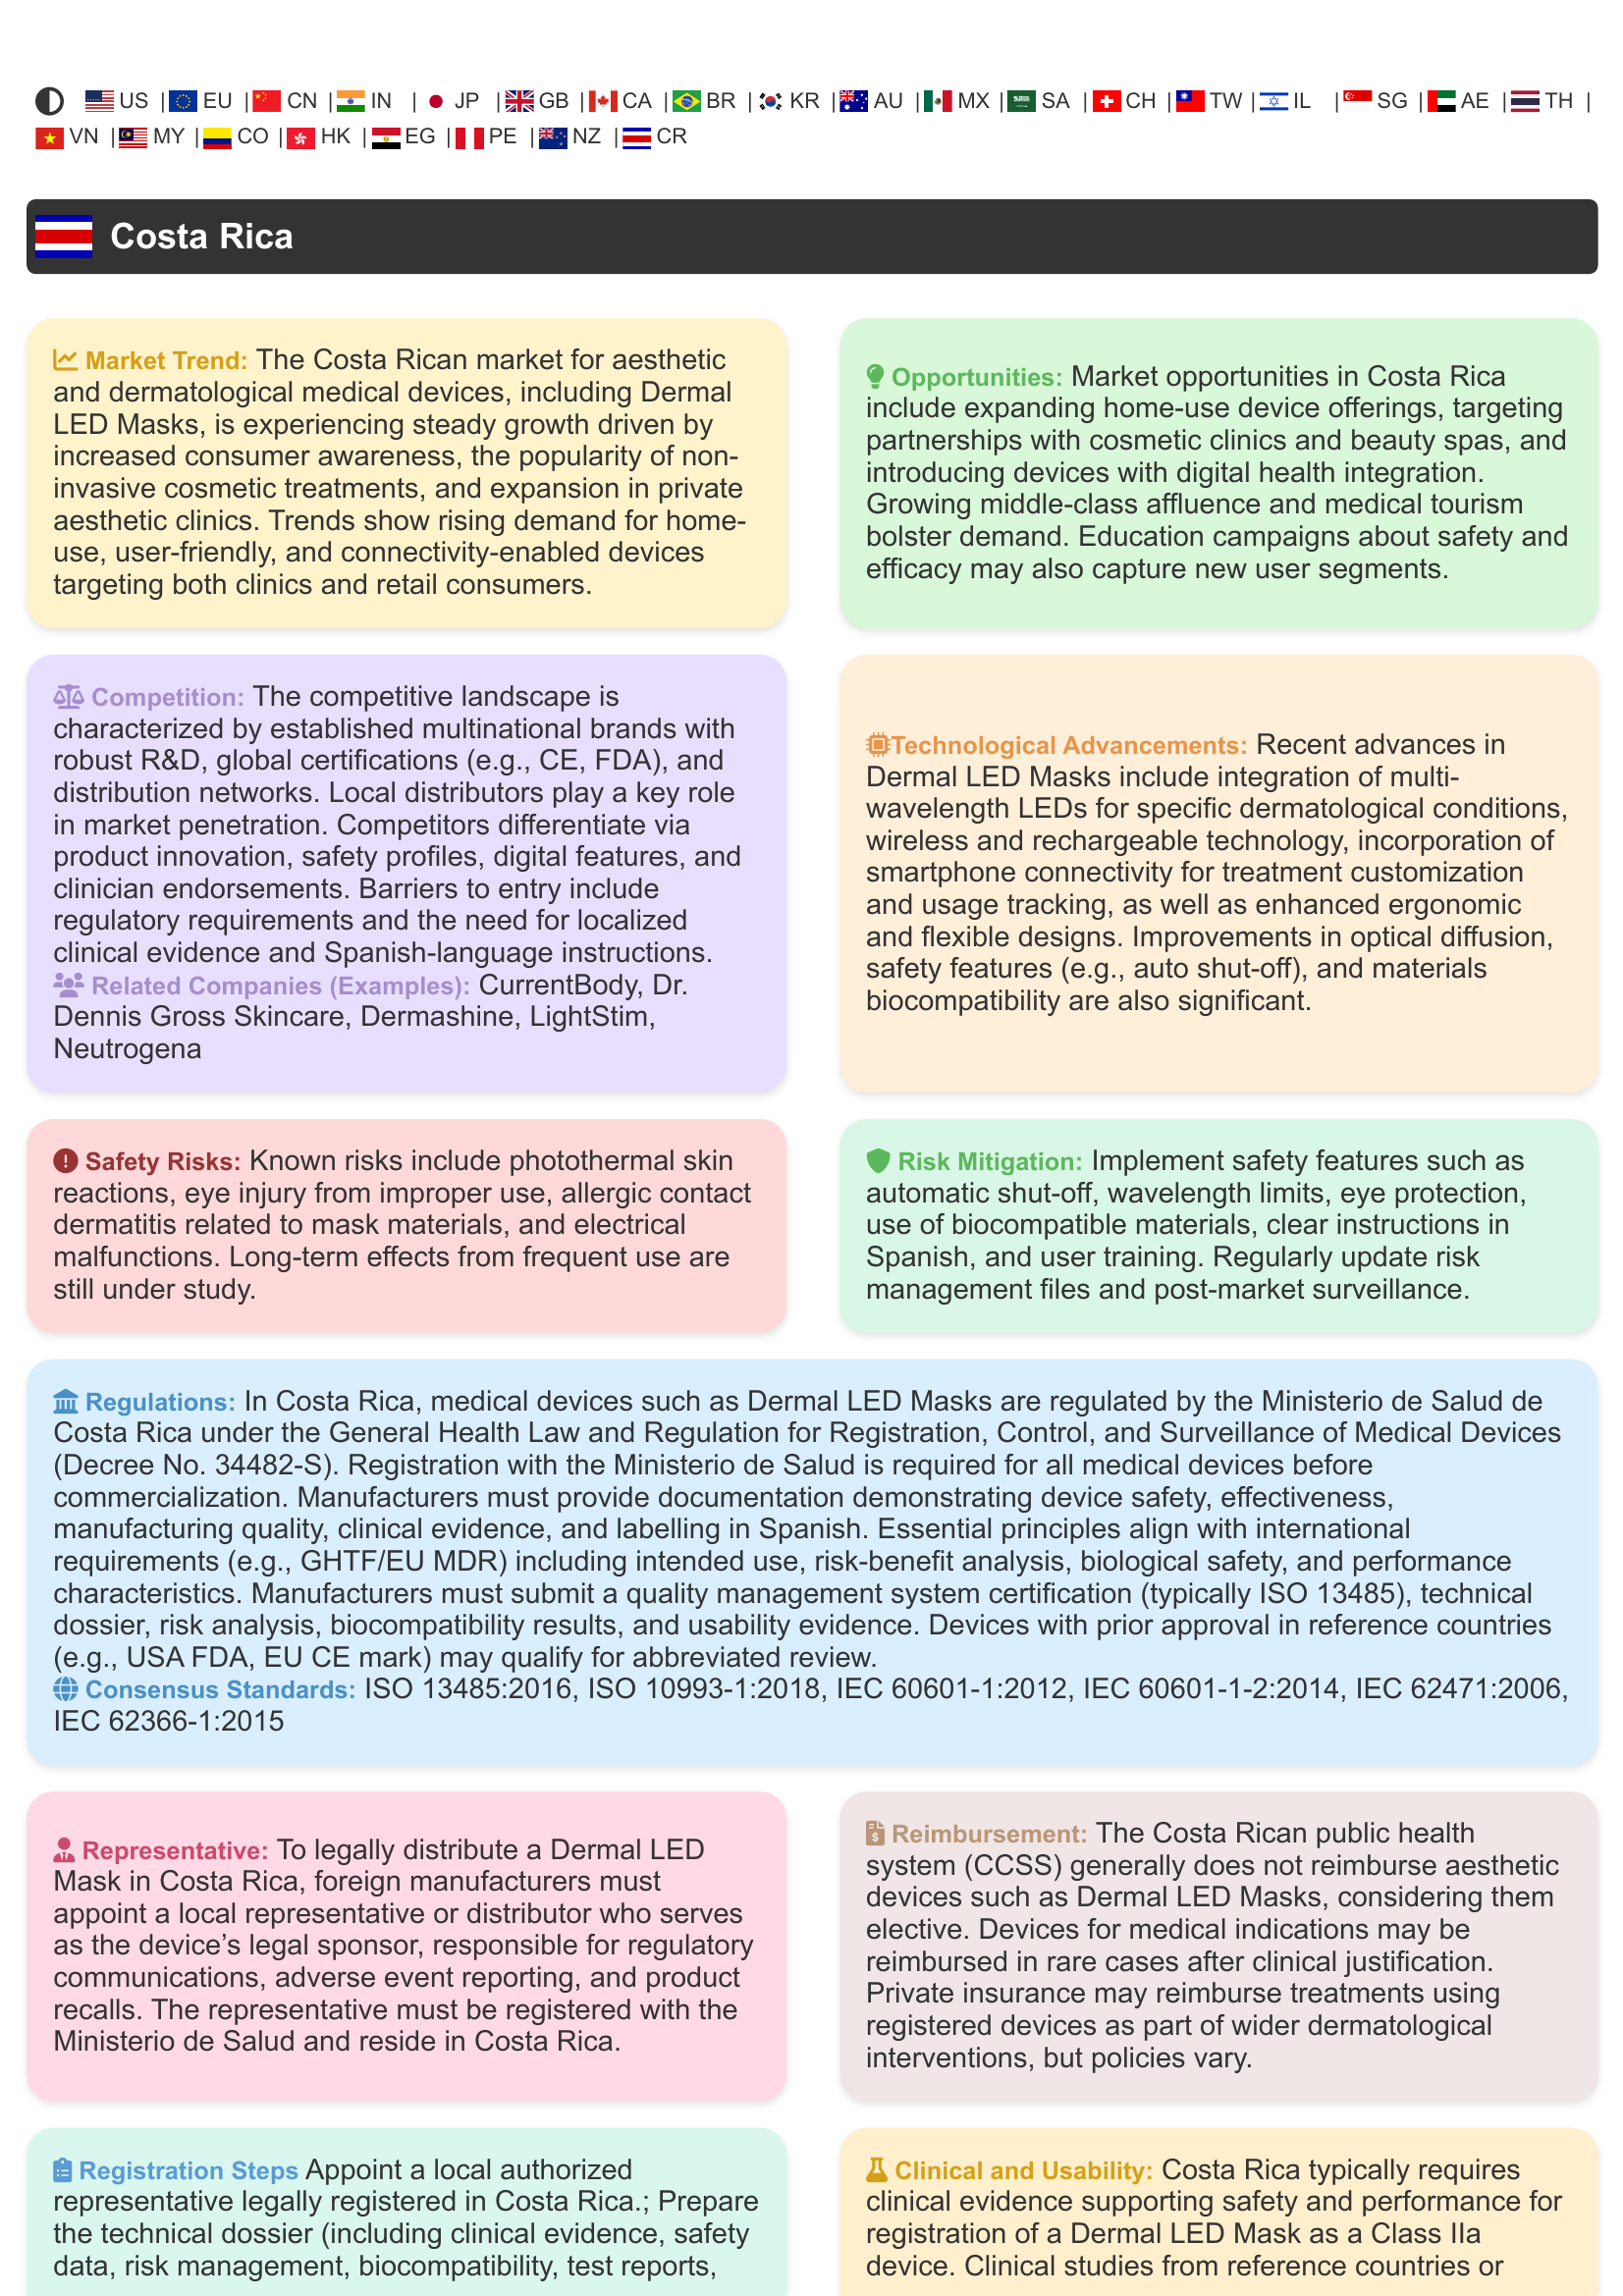 US | EU | CN | IN | JP | GB | CA | BR | KR | AU | MX | SA | CH | TW | IL | SG | AE | TH |
VN | MY | CO | HK | EG | PE | NZ | CR
Costa Rica
Market Trend: The Costa Rican market for aesthetic
and dermatological medical devices, including Dermal
LED Masks, is experiencing steady growth driven by
increased consumer awareness, the popularity of non-
invasive cosmetic treatments, and expansion in private
aesthetic clinics. Trends show rising demand for home-
use, user-friendly, and connectivity-enabled devices
targeting both clinics and retail consumers.
Opportunities: Market opportunities in Costa Rica
include expanding home-use device offerings, targeting
partnerships with cosmetic clinics and beauty spas, and
introducing devices with digital health integration.
Growing middle-class affluence and medical tourism
bolster demand. Education campaigns about safety and
efficacy may also capture new user segments.
Competition: The competitive landscape is
characterized by established multinational brands with
robust R&D, global certifications (e.g., CE, FDA), and
distribution networks. Local distributors play a key role
in market penetration. Competitors differentiate via
product innovation, safety profiles, digital features, and
clinician endorsements. Barriers to entry include
regulatory requirements and the need for localized
clinical evidence and Spanish-language instructions.
Related Companies (Examples): CurrentBody, Dr.
Dennis Gross Skincare, Dermashine, LightStim,
Neutrogena
Technological Advancements: Recent advances in
Dermal LED Masks include integration of multi-
wavelength LEDs for specific dermatological conditions,
wireless and rechargeable technology, incorporation of
smartphone connectivity for treatment customization
and usage tracking, as well as enhanced ergonomic
and flexible designs. Improvements in optical diffusion,
safety features (e.g., auto shut-off), and materials
biocompatibility are also significant.
Safety Risks: Known risks include photothermal skin
reactions, eye injury from improper use, allergic contact
dermatitis related to mask materials, and electrical
malfunctions. Long-term effects from frequent use are
still under study.
Risk Mitigation: Implement safety features such as
automatic shut-off, wavelength limits, eye protection,
use of biocompatible materials, clear instructions in
Spanish, and user training. Regularly update risk
management files and post-market surveillance.
Regulations: In Costa Rica, medical devices such as Dermal LED Masks are regulated by the Ministerio de Salud de
Costa Rica under the General Health Law and Regulation for Registration, Control, and Surveillance of Medical Devices
(Decree No. 34482-S). Registration with the Ministerio de Salud is required for all medical devices before
commercialization. Manufacturers must provide documentation demonstrating device safety, effectiveness,
manufacturing quality, clinical evidence, and labelling in Spanish. Essential principles align with international
requirements (e.g., GHTF/EU MDR) including intended use, risk-benefit analysis, biological safety, and performance
characteristics. Manufacturers must submit a quality management system certification (typically ISO 13485), technical
dossier, risk analysis, biocompatibility results, and usability evidence. Devices with prior approval in reference countries
(e.g., USA FDA, EU CE mark) may qualify for abbreviated review.
Consensus Standards: ISO 13485:2016, ISO 10993-1:2018, IEC 60601-1:2012, IEC 60601-1-2:2014, IEC 62471:2006,
IEC 62366-1:2015
Representative: To legally distribute a Dermal LED
Mask in Costa Rica, foreign manufacturers must
appoint a local representative or distributor who serves
as the device’s legal sponsor, responsible for regulatory
communications, adverse event reporting, and product
recalls. The representative must be registered with the
Ministerio de Salud and reside in Costa Rica.
Reimbursement: The Costa Rican public health
system (CCSS) generally does not reimburse aesthetic
devices such as Dermal LED Masks, considering them
elective. Devices for medical indications may be
reimbursed in rare cases after clinical justification.
Private insurance may reimburse treatments using
registered devices as part of wider dermatological
interventions, but policies vary.
Registration Steps Appoint a local authorized
representative legally registered in Costa Rica.; Prepare
the technical dossier (including clinical evidence, safety
data, risk management, biocompatibility, test reports,
Clinical and Usability: Costa Rica typically requires
clinical evidence supporting safety and performance for
registration of a Dermal LED Mask as a Class IIa
device. Clinical studies from reference countries or